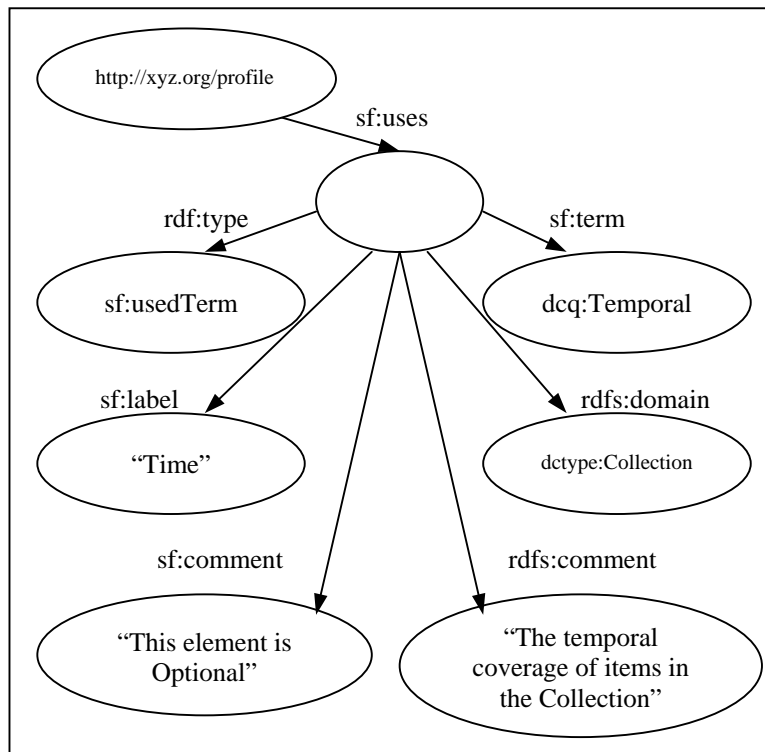 http://xyz.org/profile
sf:uses
rdf:type
sf:term
sf:usedTerm
dcq:Temporal
sf:label
rdfs:domain
“Time”
dctype:Collection
sf:comment
rdfs:comment
“This element is
Optional”
“The temporal
coverage of items in
the Collection”